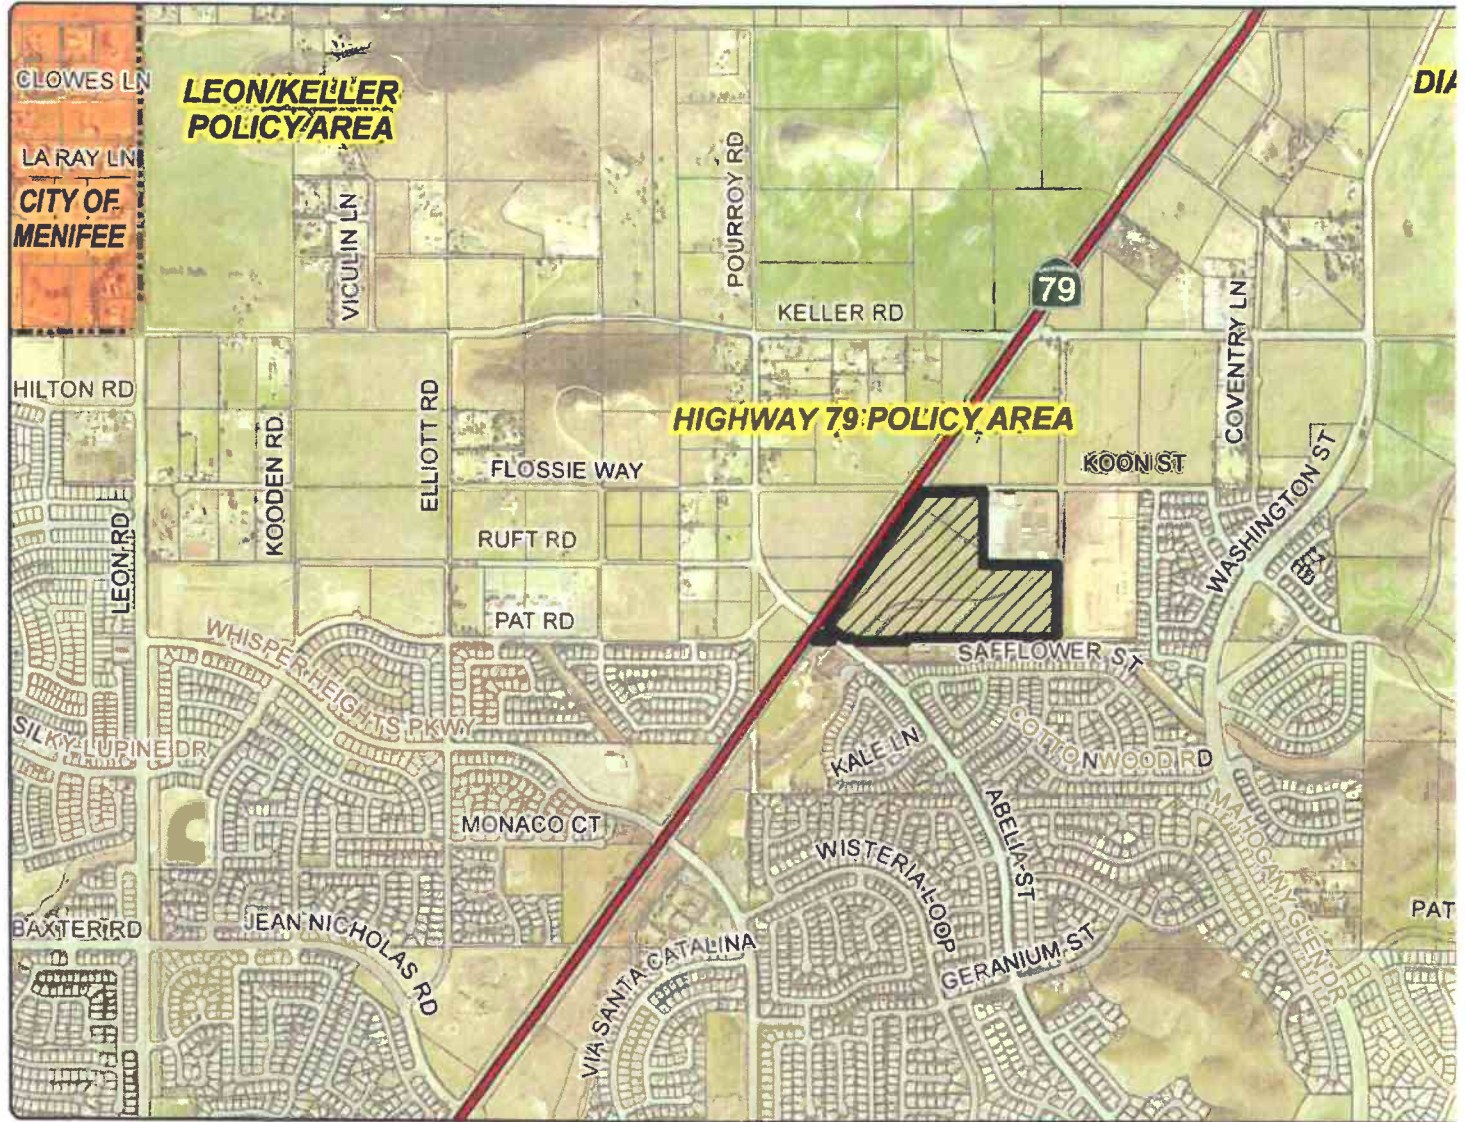 CLOWES LN
LEON/KELLER
POLICY AREA
DIA
LA RAY LN
CITY OF
MENIFEE
VICULIN LN
POURROY RD
79
KELLER RD
COVENTRY LN
HILTON RD
KOODEN RD
ELLIOTT RD
HIGHWAY 79 POLICY AREA
FLOSSIE WAY
KOON ST
WASHINGTON ST
LEON RD
RUFT RD
PAT RD
WHISPER HEIGHTS PKWY
SAFFLOWER ST
SILKY LUPINE DR
KALE LN
COTTONWOOD RD
MONACO CT
ABELIA ST
MAHOGANY GLEN DR
WISTERIA LOOP
BAXTER RD
JEAN NICHOLAS RD
PAT
VIA SANTA CATALINA
GERANIUM ST